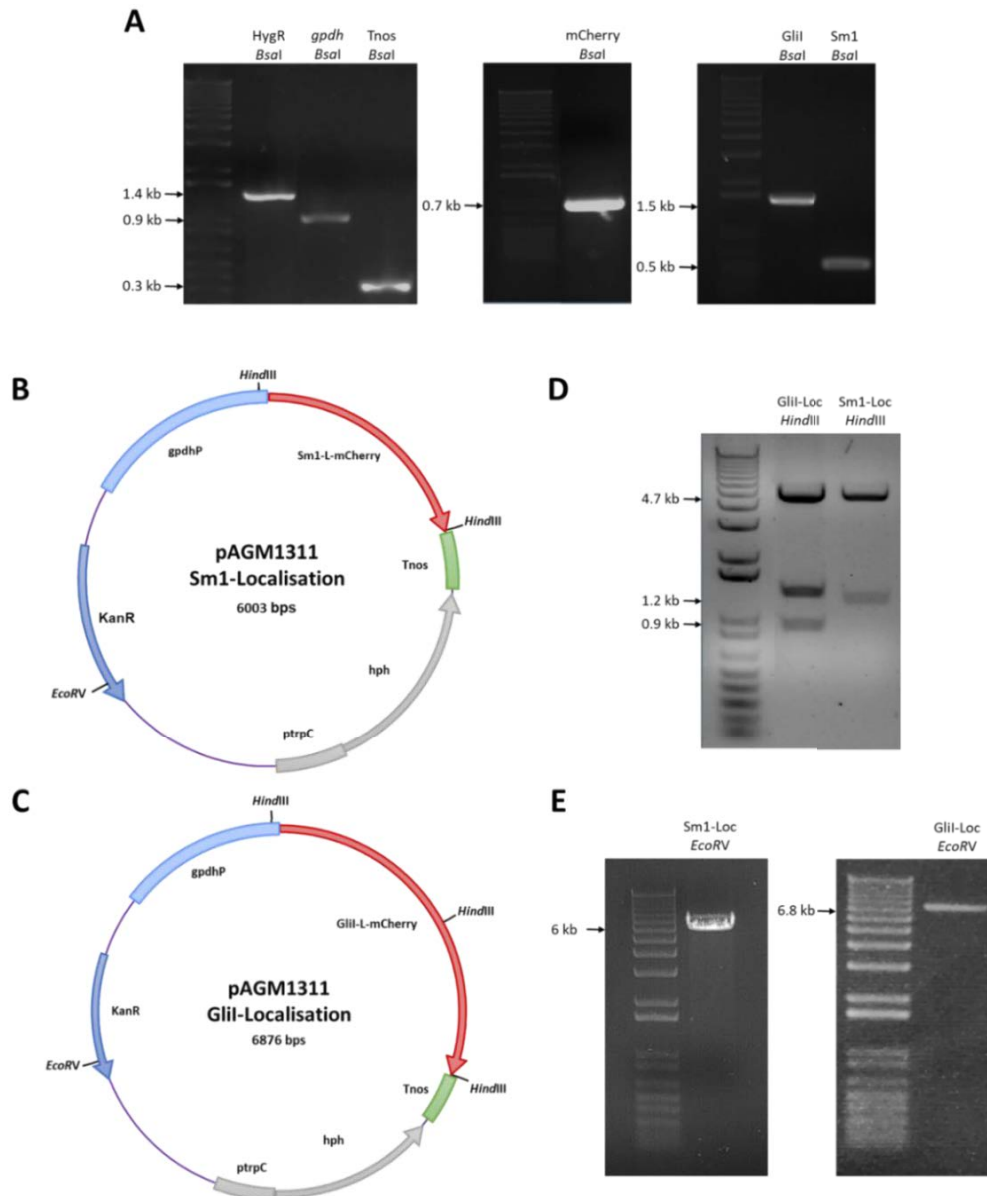 A
HygR gpdh Tnos
BsaI BsaI BsaI
1.4 kb
0.9 kb
0.3 kb
mCherry
BsaI
0.7 kb
GliI Sm1
BsaI BsaI
1.5 kb
0.5 kb
B
HindIII
gpdhP
Sm1-L-mCherry
HindIII
Tnos
pAGM1311
Sm1-Localisation
6003 bps
KanR
hph
EcoRV
ptrpC
C
HindIII
gpdhP
GliI-L-mCherry
HindIII
pAGM1311
GliI-Localisation
6876 bps
KanR
EcoRV
Tnos
HindIII
hph
ptrpC
D
GliI-Loc Sm1-Loc
HindIII HindIII
4.7 kb
1.2 kb
0.9 kb
E
Sm1-Loc
EcoRV
6 kb
GliI-Loc
EcoRV
6.8 kb